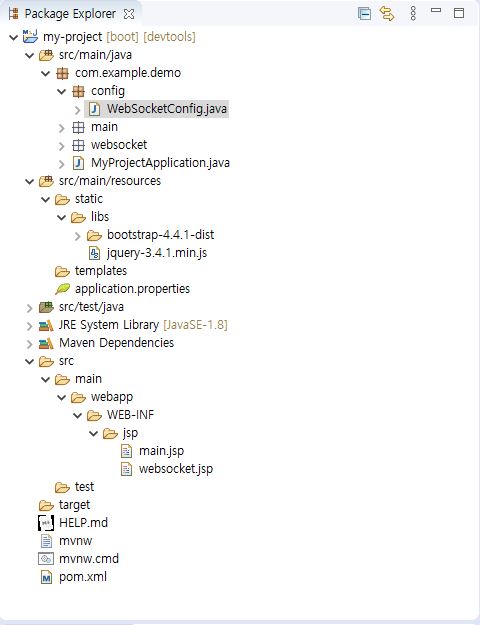 Package Explorer
my-project [boot] [devtools]
src/main/java
com.example.demo
config
WebSocketConfig.java
main
websocket
MyProjectApplication.java
src/main/resources
static
libs
bootstrap-4.4.1-dist
jquery-3.4.1.min.js
templates
application.properties
src/test/java
JRE System Library [JavaSE-1.8]
Maven Dependencies
src
main
webapp
WEB-INF
jsp
main.jsp
websocket.jsp
test
target
HELP.md
mvnw
mvnw.cmd
pom.xml